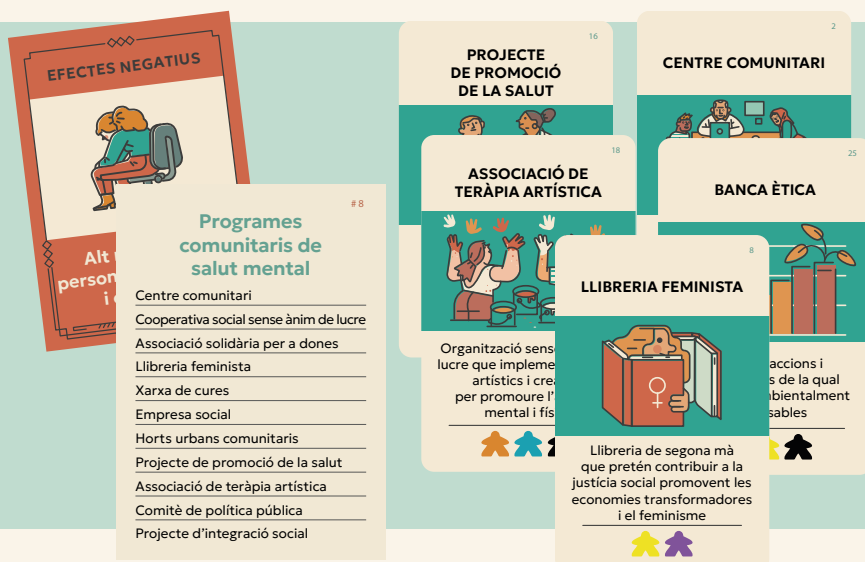 EFECTES NEGATIUS
Alt
person
i
#8
Programes
comunitaris de
salut mental
Centre comunitari
Cooperativa social sense ànim de lucre
Associació solidària per a dones
Llibreria feminista
Xarxa de cures
Empresa social
Horts urbans comunitaris
Projecte de promoció de la salut
Associació de teràpia artística
Comitè de política pública
Projecte d’integració social
16
PROJECTE
DE PROMOCIÓ
DE LA SALUT
2
CENTRE COMUNITARI
18
ASSOCIACIÓ DE
TERÀPIA ARTÍSTICA
Organització sens
lucre que implem
artístics i cre
per promoure l’
mental i fís
25
BANCA ÈTICA
accions i
s de la qual
bientalment
sables
8
LLIBRERIA FEMINISTA
Llibreria de segona mà
que pretén contribuir a la
justícia social promovent les
economies transformadores
i el feminisme